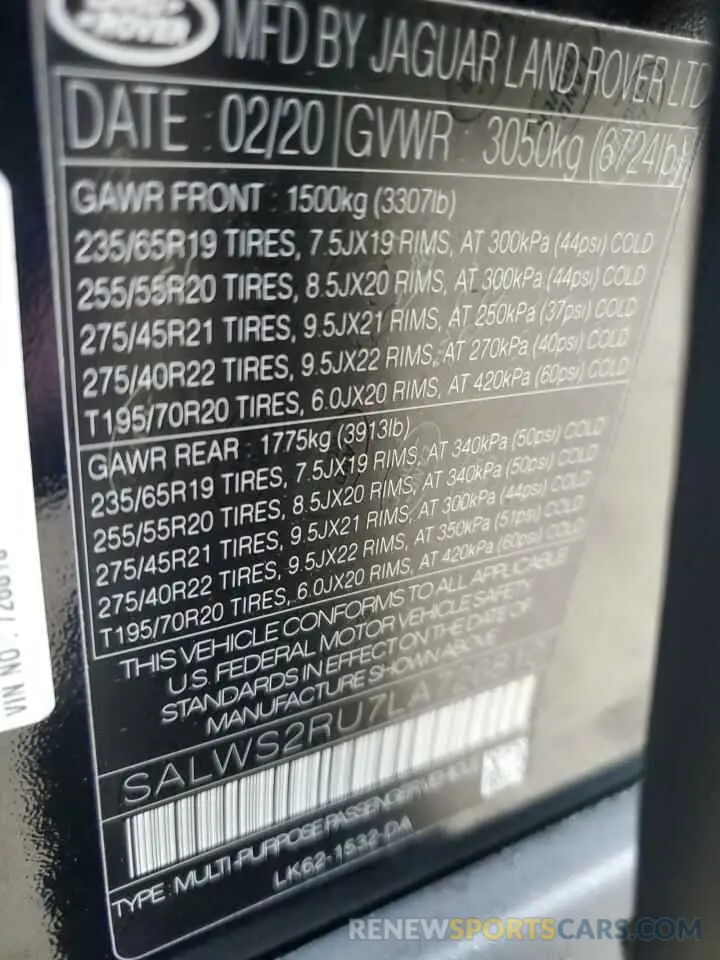 ROVER
MFD BY JAGUAR LAND ROVER LTD
DATE : 02/20 GVWR : 3050kg (6724lb)
GAWR FRONT : 1500kg (3307lb)
235/65R19 TIRES, 7.5JX19 RIMS, AT 300kPa (44psi) COLD
255/55R20 TIRES, 8.5JX20 RIMS, AT 300kPa (44psi) COLD
275/45R21 TIRES, 9.5JX21 RIMS, AT 250kPa (37psi) COLD
275/40R22 TIRES, 9.5JX22 RIMS, AT 270kPa (40psi) COLD
T195/70R20 TIRES, 6.0JX20 RIMS, AT 420kPa (60psi) COLD
GAWR REAR : 1775kg (3913lb)
235/65R19 TIRES, 7.5JX19 RIMS, AT 340kPa (50psi) COLD
255/55R20 TIRES, 8.5JX20 RIMS, AT 340kPa (50psi) COLD
275/45R21 TIRES, 9.5JX21 RIMS, AT 300kPa (44psi) COLD
275/40R22 TIRES, 9.5JX22 RIMS, AT 350kPa (51psi) COLD
T195/70R20 TIRES, 6.0JX20 RIMS, AT 420kPa (60psi) COLD
THIS VEHICLE CONFORMS TO ALL APPLICABLE
U.S. FEDERAL MOTOR VEHICLE SAFETY
STANDARDS IN EFFECT ON THE DATE OF
MANUFACTURE SHOWN ABOVE
TYPE: MULTI-PURPOSE PASSENGER VEHICLE
LK62-1532-DA
VIN NO.:
RENEWSPORTSCARS.COM